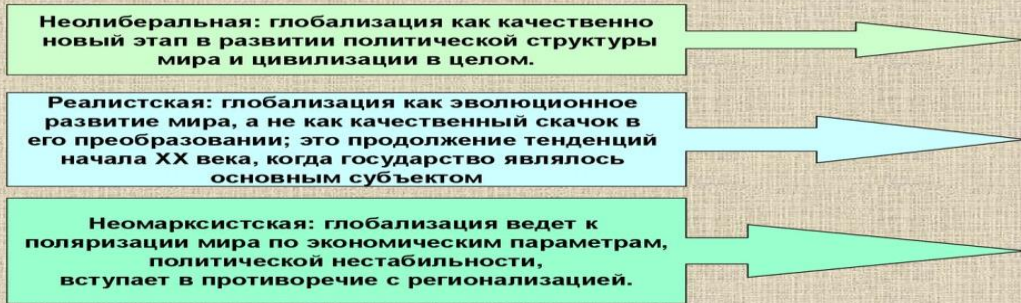 Неолиберальная: глобализация как качественно
новый этап в развитии политической структуры
мира и цивилизации в целом.
Реалистская: глобализация как эволюционное
развитие мира, а не как качественный скачок в
его преобразовании; это продолжение тенденций
начала XX века, когда государство являлось
основным субъектом
Неомарксистская: глобализация ведет к
поляризации мира по экономическим параметрам,
политической нестабильности,
вступает в противоречие с регионализацией.